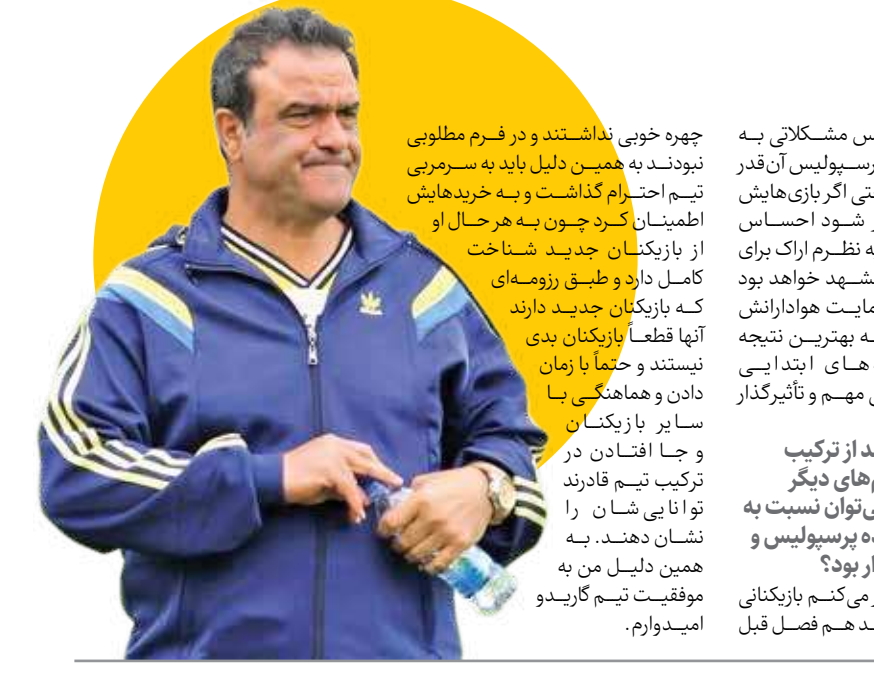 س مشکلاتی به
رسپولیس آن‌قدر
تی اگر بازی‌هایش
ر شود احساس
ه نظرم اراک برای
شهد خواهد بود
مایت هوادارانش
ه بهترین نتیجه
های ابتدایی
ی مهم و تأثیرگذار
د از ترکیب
م‌های دیگر
ی‌توان نسبت به
ده پرسپولیس و
ار بود؟
ر می‌کنم بازیکنانی
د هم فصل قبل
چهره خوبی نداشتند و در فرم مطلوبی
نبودند به همین دلیل باید به سرمربی
تیم احترام گذاشت و به خریدهایش
اطمینان کرد چون به هر حال او
از بازیکنان جدید شناخت
کامل دارد و طبق رزومه‌ای
که بازیکنان جدید دارند
آنها قطعاً بازیکنان بدی
نیستند و حتماً با زمان
دادن و هماهنگی با
سایر بازیکنان
و جا افتادن در
ترکیب تیم قادرند
توانایی‌شان را
نشان دهند. به
همین دلیل من به
موفقیت تیم گاریدو
امیدوارم.